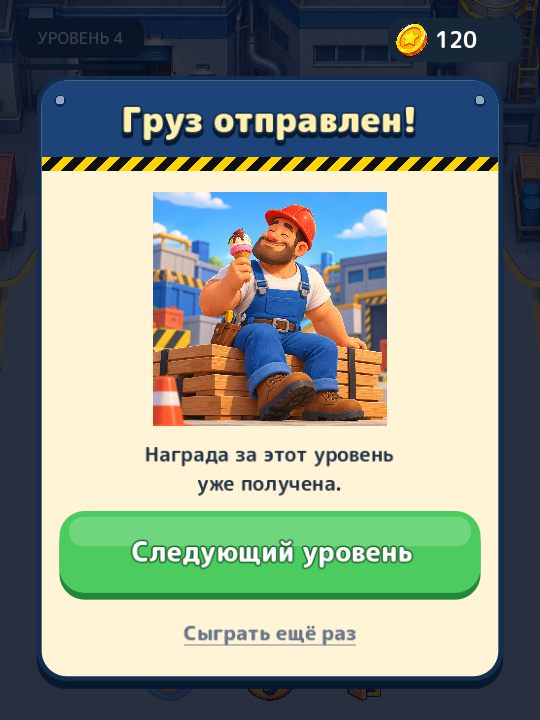 УРОВЕНЬ 4
120
Груз отправлен!
Награда за этот уровень
уже получена.
Следующий уровень
Сыграть ещё раз